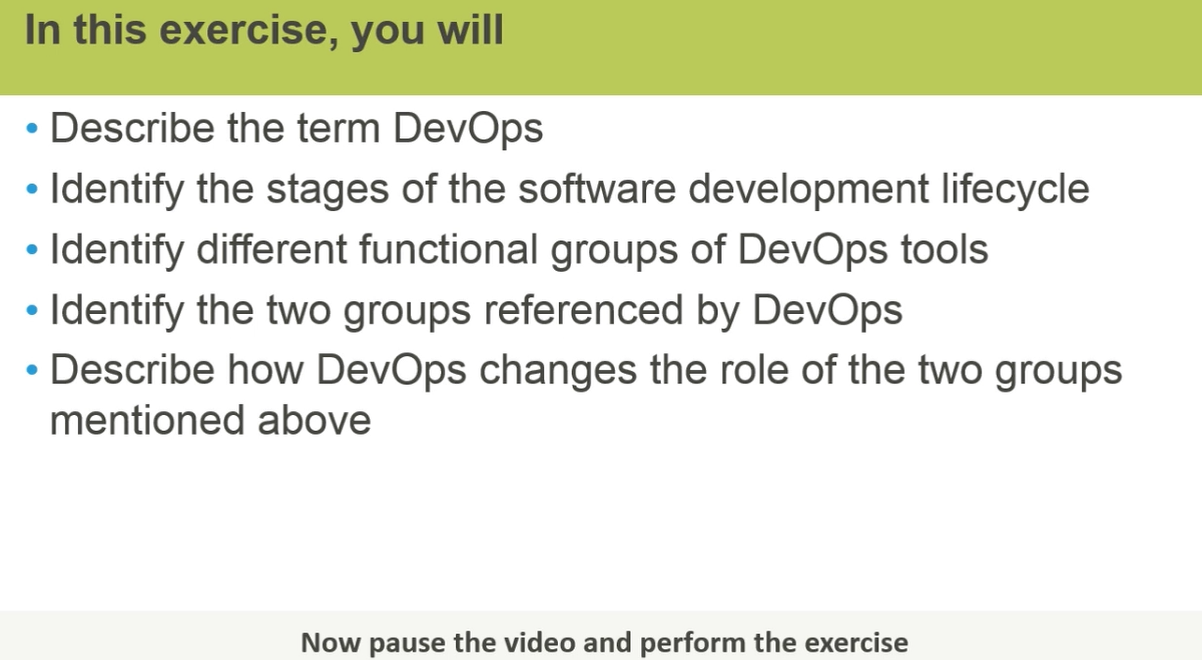 In this exercise, you will
• Describe the term DevOps
• Identify the stages of the software development lifecycle
• Identify different functional groups of DevOps tools
• Identify the two groups referenced by DevOps
• Describe how DevOps changes the role of the two groups
mentioned above
Now pause the video and perform the exercise